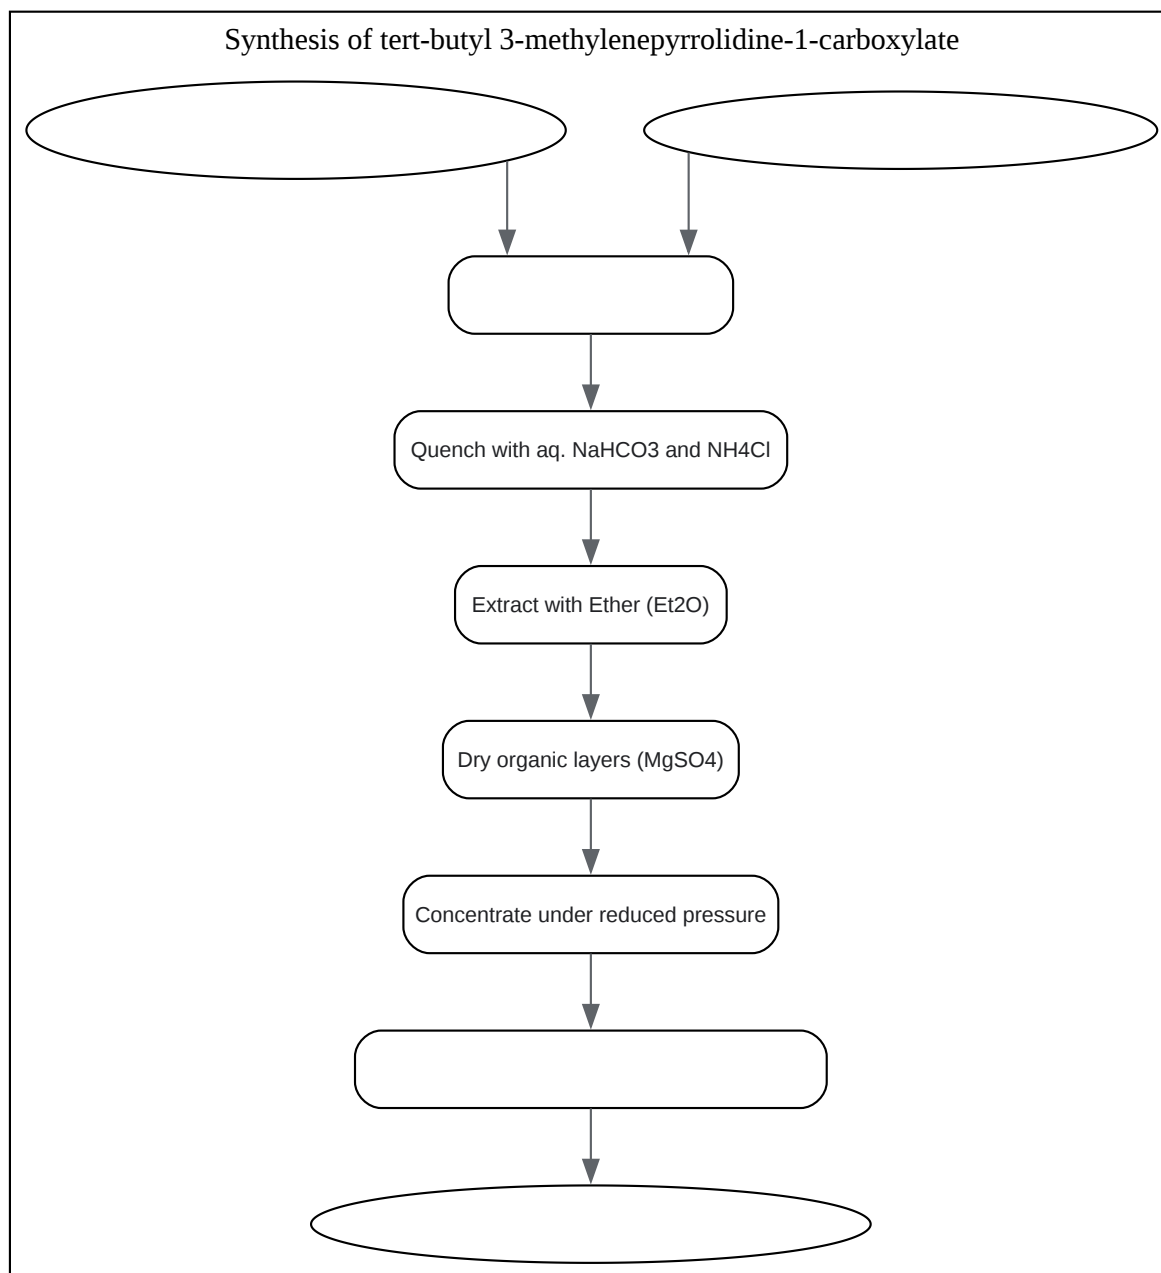 Synthesis of tert-butyl 3-methylenepyrrolidine-1-carboxylate
Quench with aq. NaHCO3 and NH4Cl
Extract with Ether (Et2O)
Dry organic layers (MgSO4)
Concentrate under reduced pressure